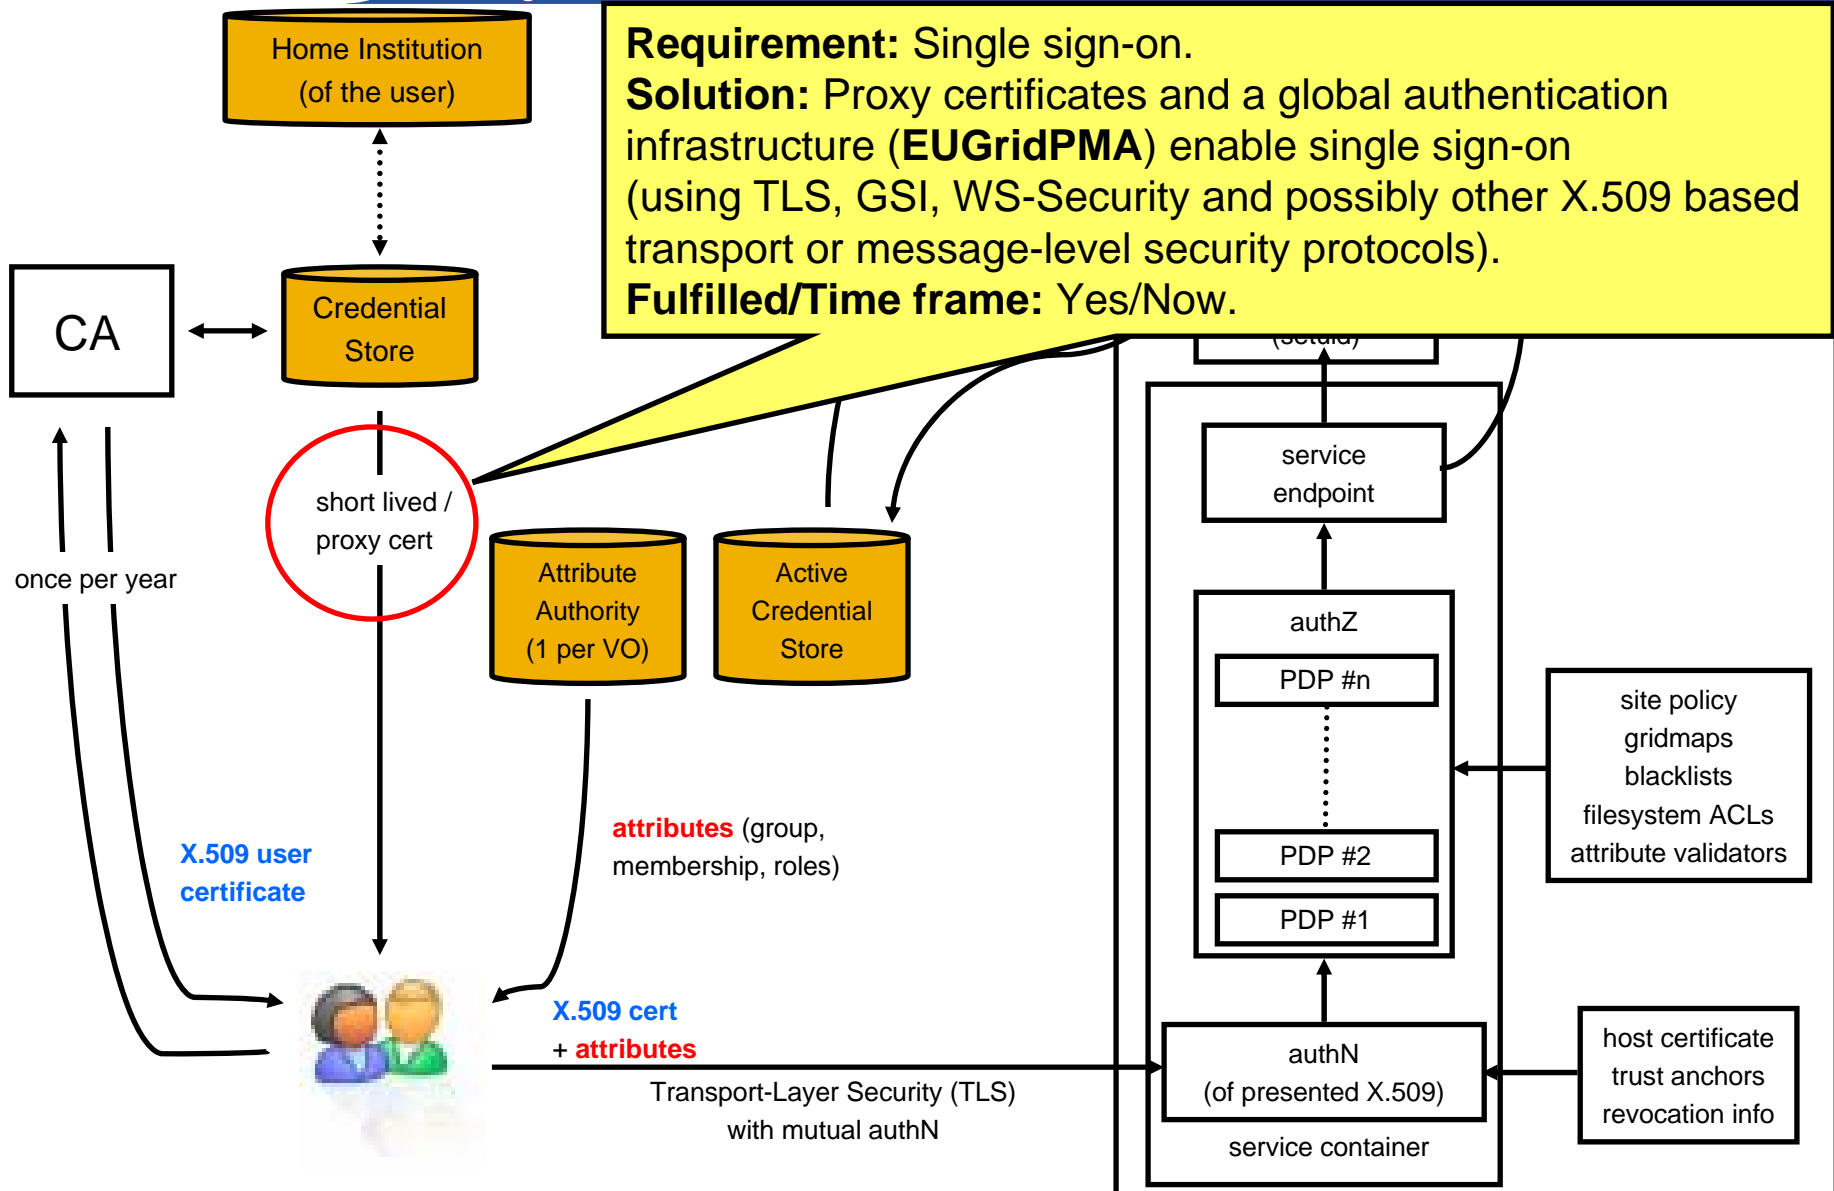 Home Institution
(of the user)
Requirement: Single sign-on.
Solution: Proxy certificates and a global authentication
infrastructure (EUGridPMA) enable single sign-on
(using TLS, GSI, WS-Security and possibly other X.509 based
transport or message-level security protocols).
Fulfilled/Time frame: Yes/Now.
CA
Credential
Store
(setuid)
service
endpoint
short lived /
proxy cert
once per year
Attribute
Authority
(1 per VO)
Active
Credential
Store
authZ
PDP #n
PDP #2
PDP #1
site policy
gridmaps
blacklists
filesystem ACLs
attribute validators
attributes (group,
membership, roles)
X.509 user
certificate
X.509 cert
+ attributes
Transport-Layer Security (TLS)
with mutual authN
authN
(of presented X.509)
service container
host certificate
trust anchors
revocation info